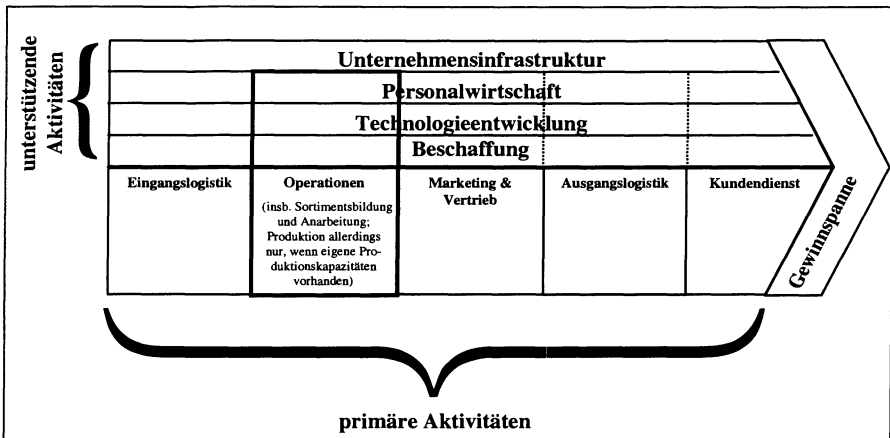 unterstützende
Aktivitäten
Unternehmensinfrastruktur
Personalwirtschaft
Technologieentwicklung
Beschaffung
Eingangslogistik
Operationen
(insb. Sortimentsbildung
und Anarbeitung;
Produktion allerdings
nur, wenn eigene Pro-
duktionskapazitäten
vorhanden)
Marketing &
Vertrieb
Ausgangslogistik
Kundendienst
Gewinnspanne
primäre Aktivitäten